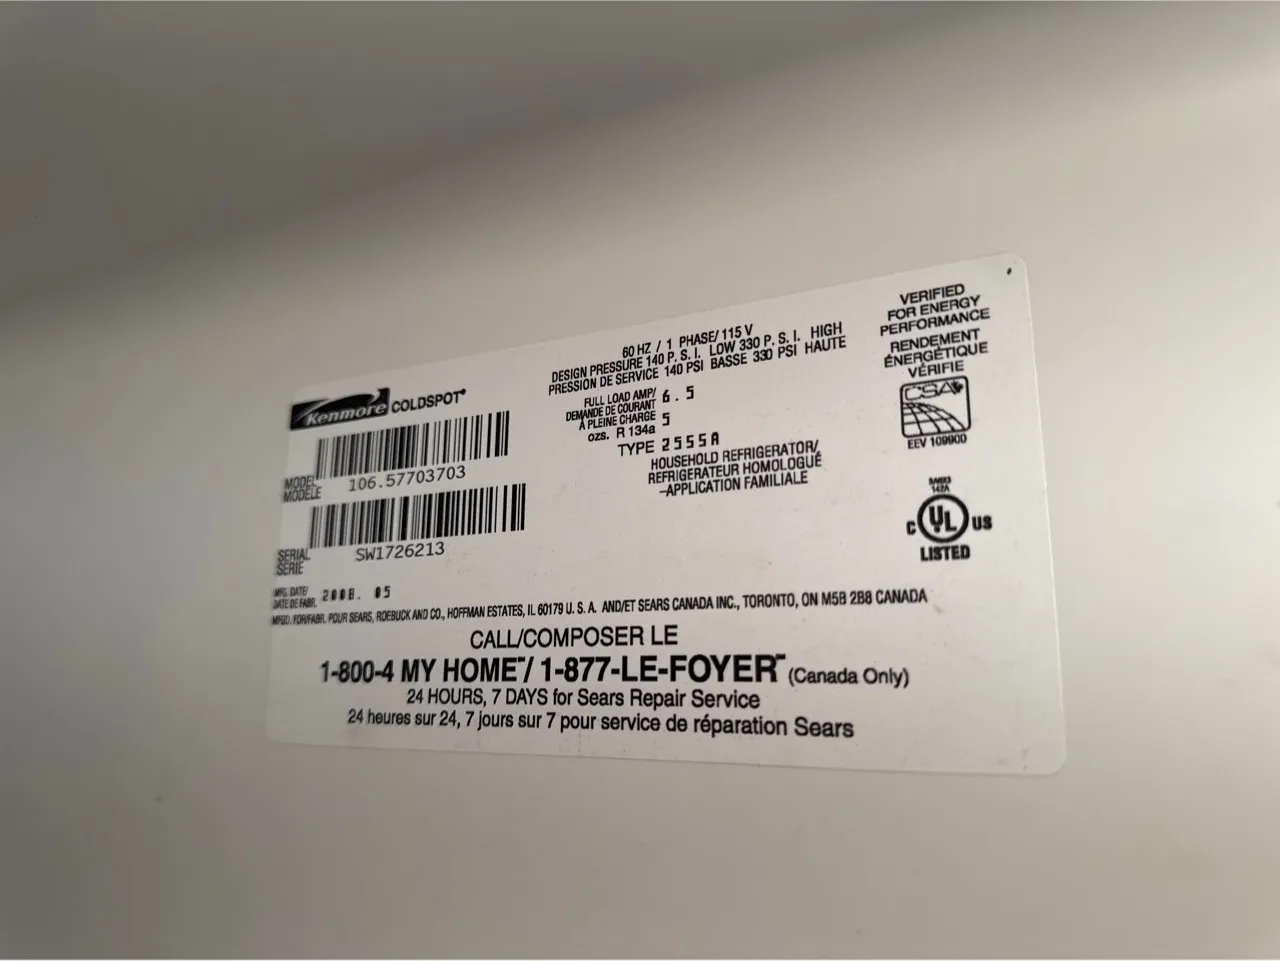 Kenmore COLDSPOT®
MODEL
MODÈLE 106.57703703
SERIAL
SÉRIE SW1726213
MFG. DATE/
DATE DE FABR. 2008. 05
60 HZ / 1 PHASE/ 115 V
DESIGN PRESSURE 140 P. S. I. LOW 330 P. S. I. HIGH
PRESSION DE SERVICE 140 PSI BASSE 330 PSI HAUTE
FULL LOAD AMP/
DEMANDE DE COURANT
À PLEINE CHARGE 6.5
ozs. R 134a 5
TYPE 2555A
HOUSEHOLD REFRIGERATOR/
REFRIGERATEUR HOMOLOGUÉ
-APPLICATION FAMILIALE
VERIFIED
FOR ENERGY
PERFORMANCE
RENDEMENT
ÉNERGÉTIQUE
VÉRIFIÉ
CSA
EEV 109900
C UL US
LISTED
MFGD. FOR/FABR. POUR SEARS, ROEBUCK AND CO., HOFFMAN ESTATES, IL 60179 U. S. A. AND/ET SEARS CANADA INC., TORONTO, ON M5B 2B8 CANADA
CALL/COMPOSER LE
1-800-4 MY HOME℠/ 1-877-LE-FOYER℠ (Canada Only)
24 HOURS, 7 DAYS for Sears Repair Service
24 heures sur 24, 7 jours sur 7 pour service de réparation Sears